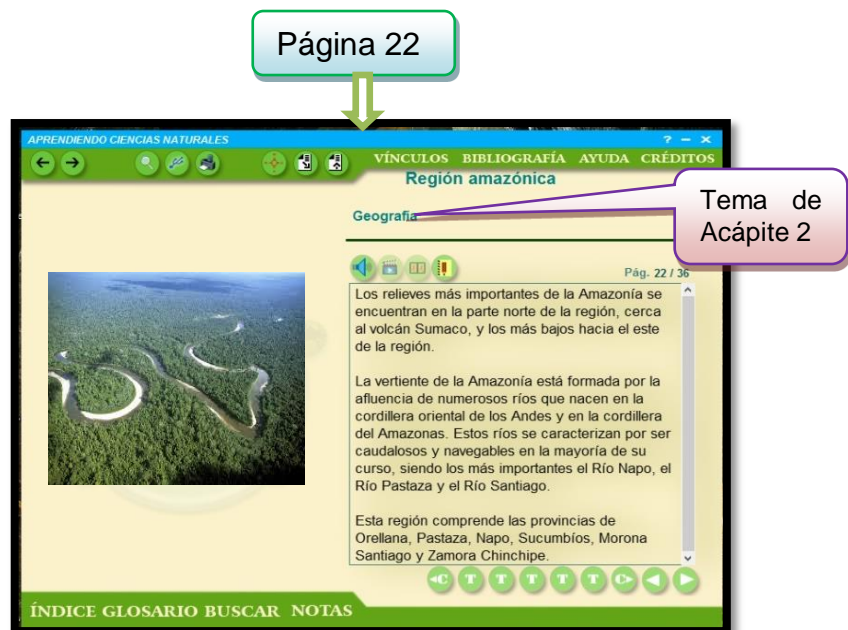 Página 22
APRENDIENDO CIENCIAS NATURALES
? – ×
VÍNCULOS BIBLIOGRAFÍA AYUDA CRÉDITOS
Región amazónica
Geografía
Tema de
Acápite 2
Pág. 22 / 36
Los relieves más importantes de la Amazonía se
encuentran en la parte norte de la región, cerca
al volcán Sumaco, y los más bajos hacia el este
de la región.
La vertiente de la Amazonía está formada por la
afluencia de numerosos ríos que nacen en la
cordillera oriental de los Andes y en la cordillera
del Amazonas. Estos ríos se caracterizan por ser
caudalosos y navegables en la mayoría de su
curso, siendo los más importantes el Río Napo, el
Río Pastaza y el Río Santiago.
Esta región comprende las provincias de
Orellana, Pastaza, Napo, Sucumbíos, Morona
Santiago y Zamora Chinchipe.
C T T T T T C
ÍNDICE GLOSARIO BUSCAR NOTAS